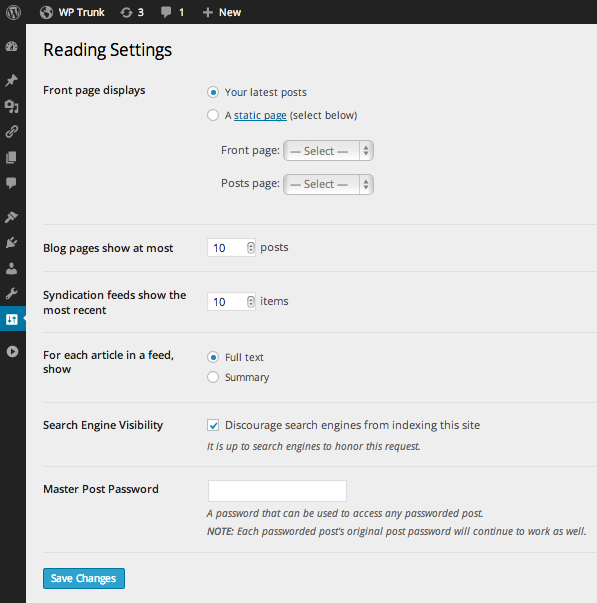 WP Trunk 3 1 + New
Reading Settings
Front page displays
Your latest posts
A static page (select below)
Front page: — Select —
Posts page: — Select —
Blog pages show at most 10 posts
Syndication feeds show the
most recent
10 items
For each article in a feed,
show
Full text
Summary
Search Engine Visibility Discourage search engines from indexing this site
It is up to search engines to honor this request.
Master Post Password
A password that can be used to access any passworded post.
NOTE: Each passworded post's original post password will continue to work as well.
Save Changes